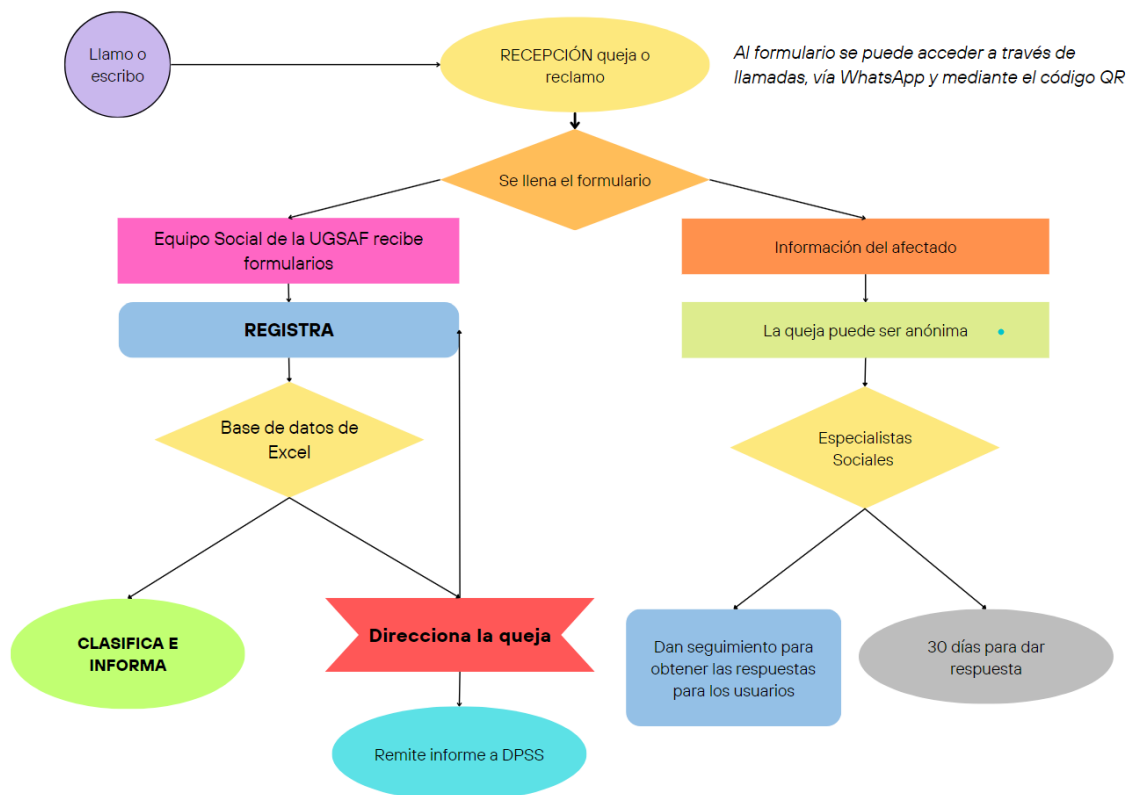 Llamo o
escribo
RECEPCIÓN queja o
reclamo
Al formulario se puede acceder a través de
llamadas, vía WhatsApp y mediante el código QR
Se llena el formulario
Equipo Social de la UGSAF recibe
formularios
Información del afectado
REGISTRA
La queja puede ser anónima
Base de datos de
Excel
Especialistas
Sociales
CLASIFICA E
INFORMA
Direcciona la queja
Dan seguimiento para
obtener las respuestas
para los usuarios
30 días para dar
respuesta
Remite informe a DPSS